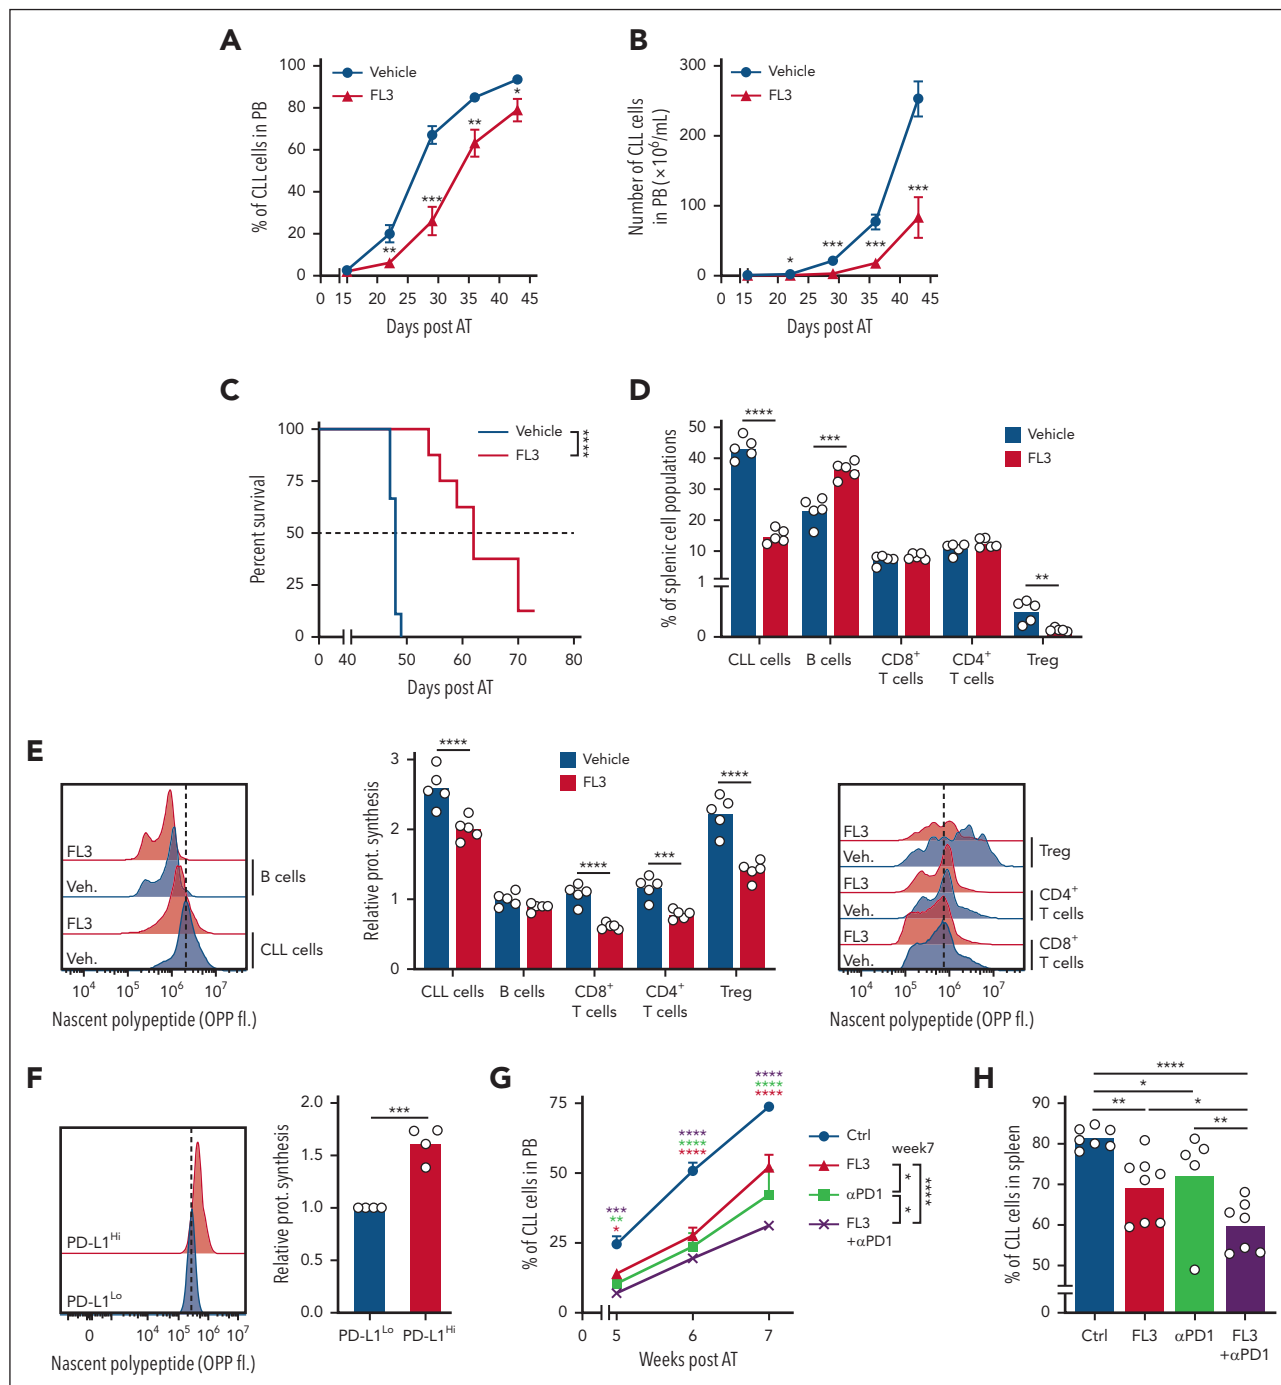 A
% of CLL cells in PB
100
80
60
40
20
0
Vehicle
FL3
**
***
**
*
0 15 20 25 30 35 40 45
Days post AT
B
Number of CLL cells
in PB (×10⁶/mL)
300
200
100
0
Vehicle
FL3
*
***
***
***
0 15 20 25 30 35 40 45
Days post AT
C
Percent survival
100
75
50
25
0
Vehicle
FL3
****
0 40 50 60 70 80
Days post AT
D
% of splenic cell populations
50
40
30
20
10
1
0
****
***
**
Vehicle
FL3
CLL cells
B cells
CD8⁺
T cells
CD4⁺
T cells
Treg
E
FL3
Veh.
B cells
FL3
Veh.
CLL cells
10⁴ 10⁵ 10⁶ 10⁷
Nascent polypeptide (OPP fl.)
Relative prot. synthesis
3
2
1
0
****
****
***
****
Vehicle
FL3
CLL cells
B cells
CD8⁺
T cells
CD4⁺
T cells
Treg
FL3
Veh.
Treg
FL3
Veh.
CD4⁺
T cells
FL3
Veh.
CD8⁺
T cells
10⁴ 10⁵ 10⁶ 10⁷
Nascent polypeptide (OPP fl.)
F
PD-L1ᴴⁱ
PD-L1ᴸᵒ
0 10⁴ 10⁵ 10⁶ 10⁷
Nascent polypeptide (OPP fl.)
Relative prot. synthesis
2.0
1.5
1.0
0.5
0.0
***
PD-L1ᴸᵒ PD-L1ᴴⁱ
G
% of CLL cells in PB
75
50
25
0
***
**
*
****
****
****
****
****
****
0 5 6 7
Weeks post AT
Ctrl
FL3
αPD1
FL3
+αPD1
week7
*
*
****
H
% of CLL cells in spleen
90
80
70
60
50
0
****
*
**
*
**
Ctrl FL3 αPD1 FL3
+αPD1